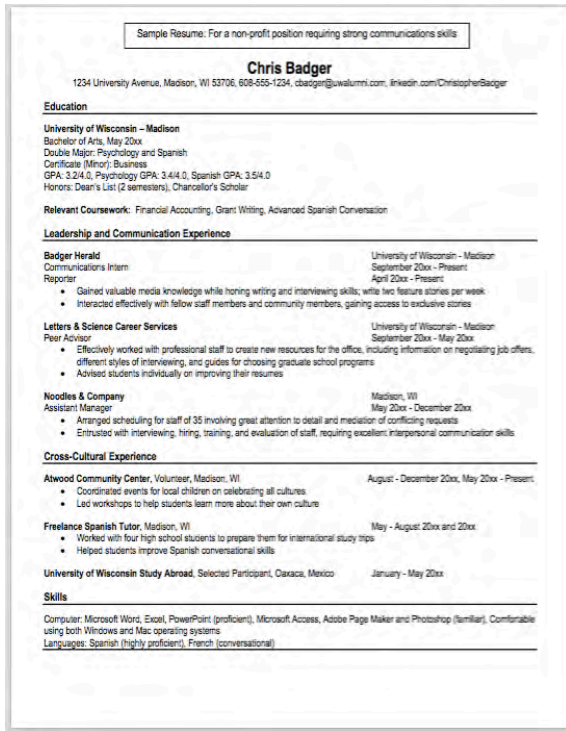 Sample Resume: For a non-profit position requiring strong communications skills
Chris Badger
1234 University Avenue, Madison, WI 53706, 608-555-1234, cbadger@uwalumni.com, linkedin.com/ChristopherBadger
Education
University of Wisconsin – Madison
Bachelor of Arts, May 20xx
Double Major: Psychology and Spanish
Certificate (Minor): Business
GPA: 3.2/4.0, Psychology GPA: 3.4/4.0, Spanish GPA: 3.5/4.0
Honors: Dean's List (2 semesters), Chancellor's Scholar
Relevant Coursework: Financial Accounting, Grant Writing, Advanced Spanish Conversation
Leadership and Communication Experience
Badger Herald University of Wisconsin - Madison
Communications Intern September 20xx - Present
Reporter April 20xx - Present
• Gained valuable media knowledge while honing writing and interviewing skills; write two feature stories per week
• Interacted effectively with fellow staff members and community members, gaining access to exclusive stories
Letters & Science Career Services University of Wisconsin - Madison
Peer Advisor September 20xx - May 20xx
• Effectively worked with professional staff to create new resources for the office, including information on negotiating job offers,
different styles of interviewing, and guides for choosing graduate school programs
• Advised students individually on improving their resumes
Noodles & Company Madison, WI
Assistant Manager May 20xx - December 20xx
• Arranged scheduling for staff of 35 involving great attention to detail and mediation of conflicting requests
• Entrusted with interviewing, hiring, training, and evaluation of staff, requiring excellent interpersonal communication skills
Cross-Cultural Experience
Atwood Community Center, Volunteer, Madison, WI August - December 20xx, May 20xx - Present
• Coordinated events for local children on celebrating all cultures
• Led workshops to help students learn more about their own culture
Freelance Spanish Tutor, Madison, WI May - August 20xx and 20xx
• Worked with four high school students to prepare them for international study trips
• Helped students improve Spanish conversational skills
University of Wisconsin Study Abroad, Selected Participant, Oaxaca, Mexico January - May 20xx
Skills
Computer: Microsoft Word, Excel, PowerPoint (proficient), Microsoft Access, Adobe Page Maker and Photoshop (familiar), Comfortable
using both Windows and Mac operating systems
Languages: Spanish (highly proficient), French (conversational)